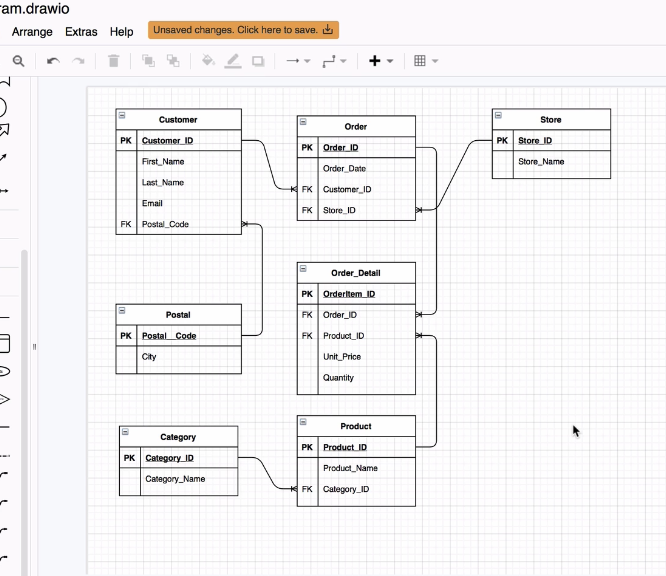 ram.drawio
Arrange Extras Help Unsaved changes. Click here to save.
Customer
PK Customer_ID
First_Name
Last_Name
Email
FK Postal_Code
Order
PK Order_ID
Order_Date
FK Customer_ID
FK Store_ID
Store
PK Store_ID
Store_Name
Order_Detail
PK OrderItem_ID
FK Order_ID
FK Product_ID
Unit_Price
Quantity
Postal
PK Postal_Code
City
Category
PK Category_ID
Category_Name
Product
PK Product_ID
Product_Name
FK Category_ID